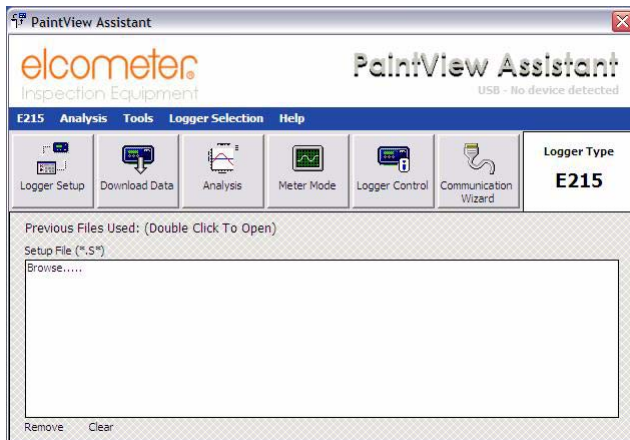 PaintView Assistant
elcometer
Inspection Equipment
PaintView Assistant
USB - No device detected
E215 Analysis Tools Logger Selection Help
Logger Setup Download Data Analysis Meter Mode Logger Control Communication Wizard
Logger Type
E215
Previous Files Used: (Double Click To Open)
Setup File (*.S*)
Browse.....
Remove Clear